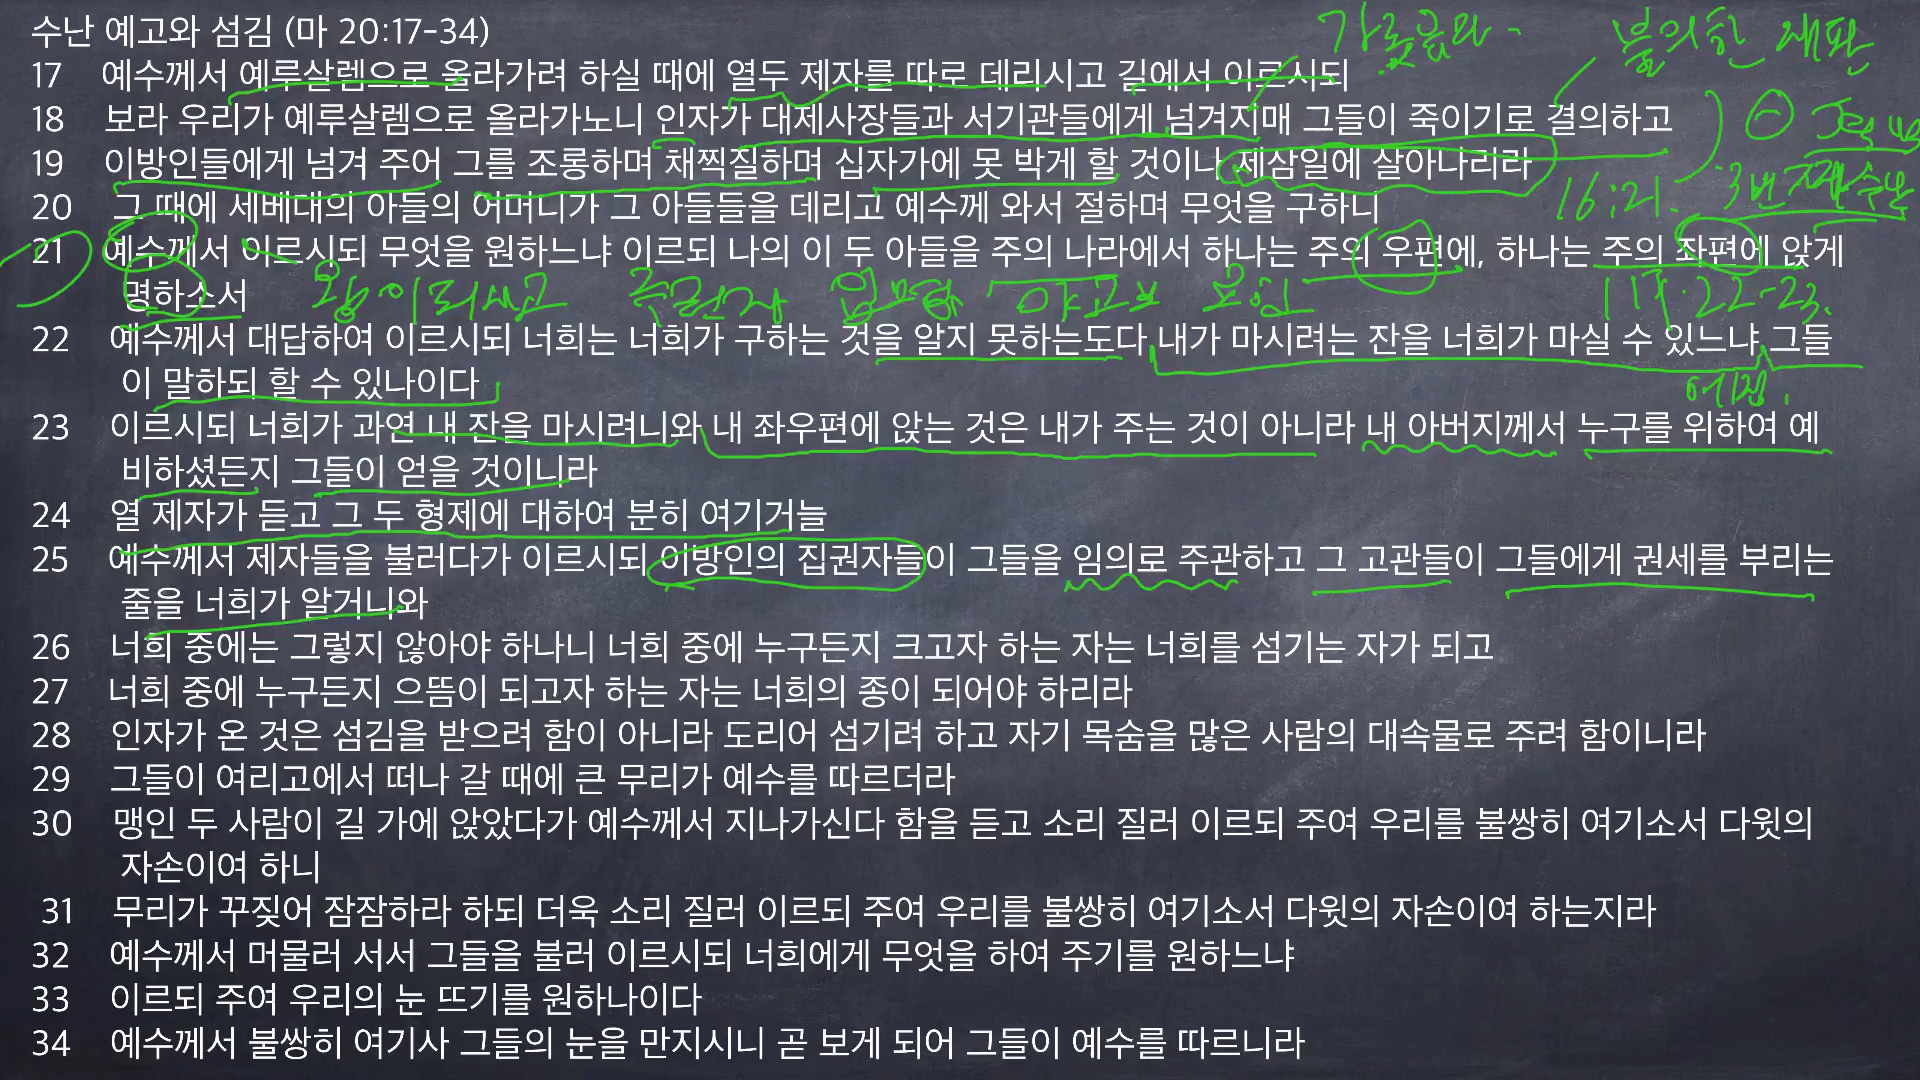 수난 예고와 섬김 (마 20:17-34)
불의한 재판
17 예수께서 예루살렘으로 올라가려 하실 때에 열두 제자를 따로 데리시고 길에서 이르시되
18 보라 우리가 예루살렘으로 올라가노니 인자가 대제사장들과 서기관들에게 넘겨지매 그들이 죽이기로 결의하고
19 이방인들에게 넘겨 주어 그를 조롱하며 채찍질하며 십자가에 못 박게 할 것이나 제삼일에 살아나리라
16:21. 3번째 수난
20 그 때에 세베대의 아들의 어머니가 그 아들들을 데리고 예수께 와서 절하며 무엇을 구하니
21 예수께서 이르시되 무엇을 원하느냐 이르되 나의 이 두 아들을 주의 나라에서 하나는 주의 우편에, 하나는 주의 좌편에 앉게
명하소서
17:22-23.
22 예수께서 대답하여 이르시되 너희는 너희가 구하는 것을 알지 못하는도다 내가 마시려는 잔을 너희가 마실 수 있느냐 그들
이 말하되 할 수 있나이다
23 이르시되 너희가 과연 내 잔을 마시려니와 내 좌우편에 앉는 것은 내가 주는 것이 아니라 내 아버지께서 누구를 위하여 예
비하셨든지 그들이 얻을 것이니라
24 열 제자가 듣고 그 두 형제에 대하여 분히 여기거늘
25 예수께서 제자들을 불러다가 이르시되 이방인의 집권자들이 그들을 임의로 주관하고 그 고관들이 그들에게 권세를 부리는
줄을 너희가 알거니와
26 너희 중에는 그렇지 않아야 하나니 너희 중에 누구든지 크고자 하는 자는 너희를 섬기는 자가 되고
27 너희 중에 누구든지 으뜸이 되고자 하는 자는 너희의 종이 되어야 하리라
28 인자가 온 것은 섬김을 받으려 함이 아니라 도리어 섬기려 하고 자기 목숨을 많은 사람의 대속물로 주려 함이니라
29 그들이 여리고에서 떠나 갈 때에 큰 무리가 예수를 따르더라
30 맹인 두 사람이 길 가에 앉았다가 예수께서 지나가신다 함을 듣고 소리 질러 이르되 주여 우리를 불쌍히 여기소서 다윗의
자손이여 하니
31 무리가 꾸짖어 잠잠하라 하되 더욱 소리 질러 이르되 주여 우리를 불쌍히 여기소서 다윗의 자손이여 하는지라
32 예수께서 머물러 서서 그들을 불러 이르시되 너희에게 무엇을 하여 주기를 원하느냐
33 이르되 주여 우리의 눈 뜨기를 원하나이다
34 예수께서 불쌍히 여기사 그들의 눈을 만지시니 곧 보게 되어 그들이 예수를 따르니라